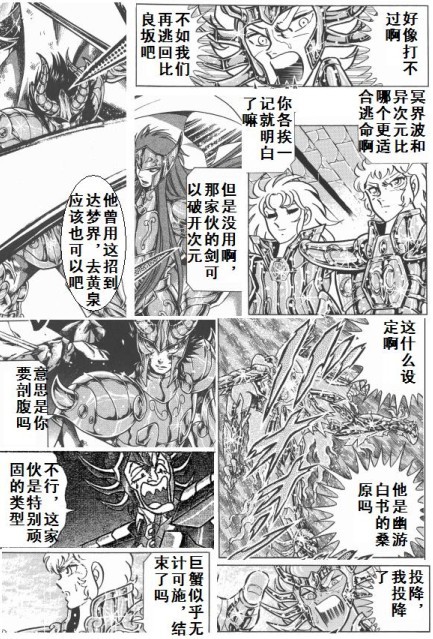 好像打不
过啊
不如我们
再逃回比
良坂吧
冥界波和
异次元比
哪个更适
合逃命啊
你各挨一
记就明白
了嘛
但是没用啊，
那家伙的剑可
以破开次元
他曾用这招到
达梦界，去黄泉
应该也可以吧
这什么设
定啊
他是幽游
白书的桑
原吗
意思是你
要剖腹吗
不行，这家
伙是特别顽
固的类型
投降，
我投降
了
巨蟹似乎无
计可施，结
束了吗